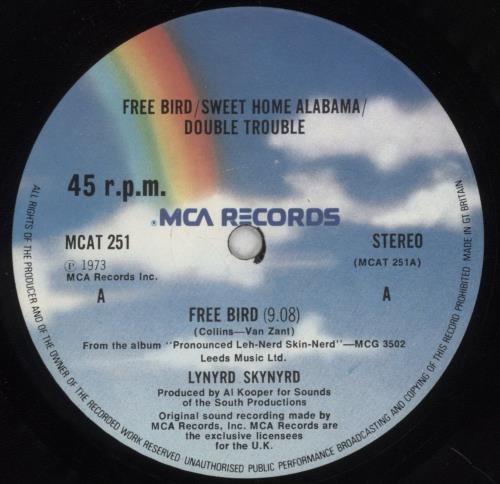 FREE BIRD/SWEET HOME ALABAMA/
DOUBLE TROUBLE
45 r.p.m.
MCA RECORDS
MCAT 251
STEREO
Ⓟ 1973
MCA Records Inc.
(MCAT 251A)
A
A
FREE BIRD (9.08)
(Collins—Van Zant)
From the album "Pronounced Leh-Nerd Skin-Nerd"—MCG 3502
Leeds Music Ltd.
LYNYRD SKYNYRD
Produced by Al Kooper for Sounds
of the South Productions
Original sound recording made by
MCA Records, Inc. MCA Records are
the exclusive licensees
for the U.K.
ALL RIGHTS OF THE PRODUCER AND OF THE OWNER OF THE RECORDED WORK RESERVED. UNAUTHORISED PUBLIC PERFORMANCE BROADCASTING AND COPYING OF THIS RECORD PROHIBITED. MADE IN GT. BRITAIN